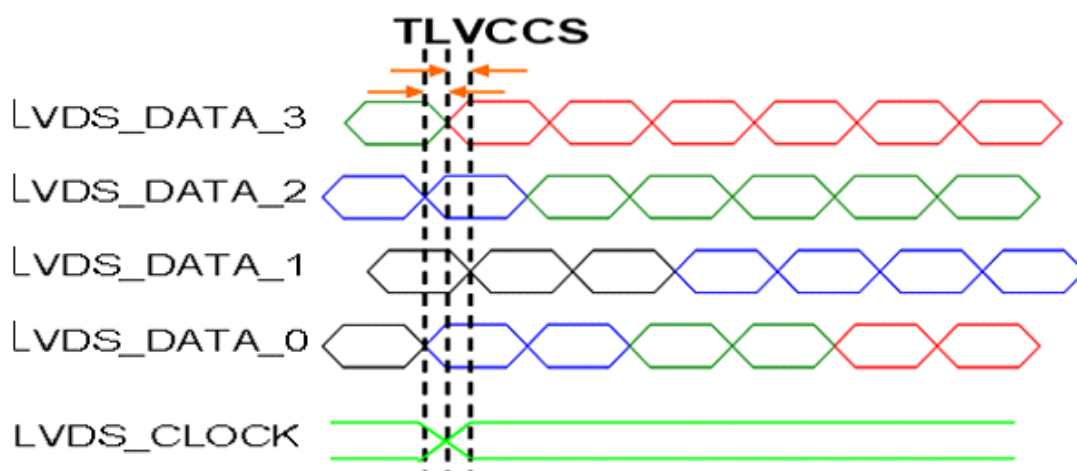 TLVCCS
LVDS_DATA_3
LVDS_DATA_2
LVDS_DATA_1
LVDS_DATA_0
LVDS_CLOCK